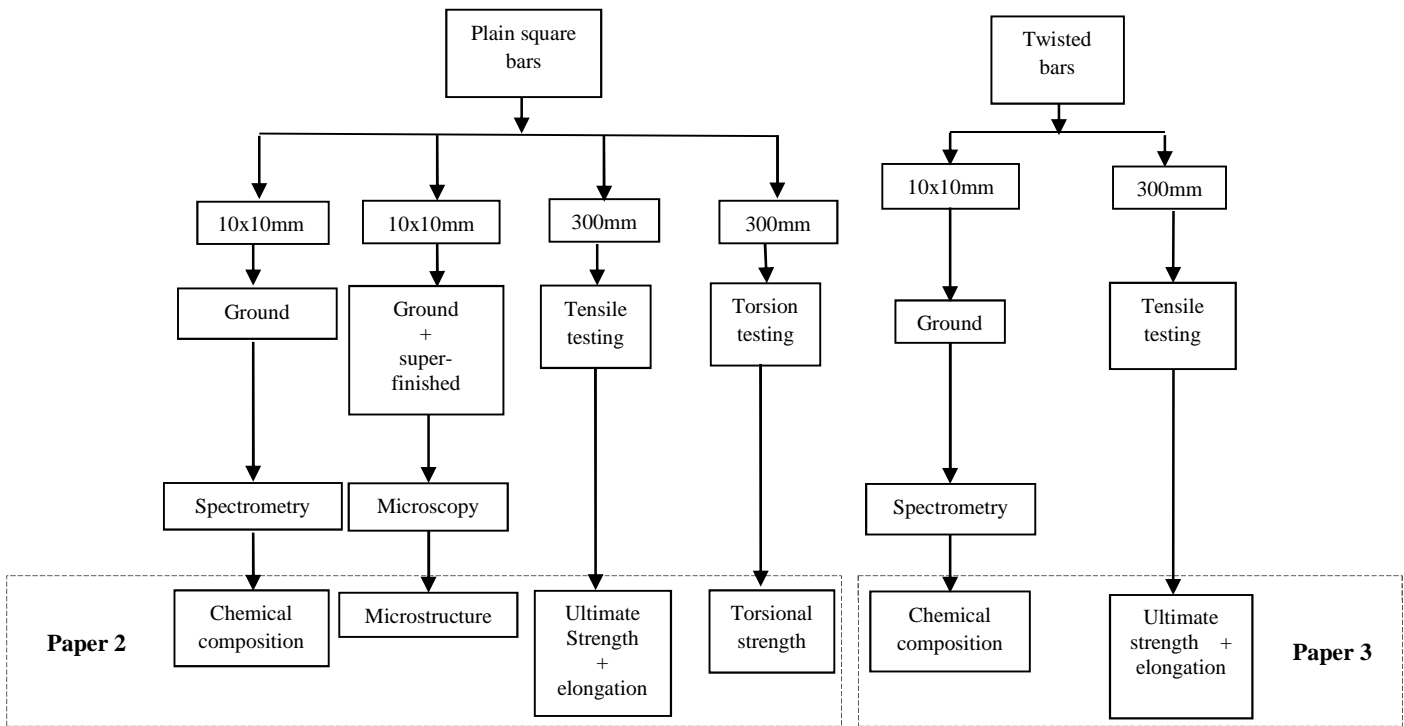 Plain square
bars
Twisted
bars
10x10mm
10x10mm
300mm
300mm
10x10mm
300mm
Ground
Ground
+
super-
finished
Tensile
testing
Torsion
testing
Ground
Tensile
testing
Spectrometry
Microscopy
Spectrometry
Paper 2
Chemical
composition
Microstructure
Ultimate
Strength
+
elongation
Torsional
strength
Chemical
composition
Ultimate
strength +
elongation
Paper 3